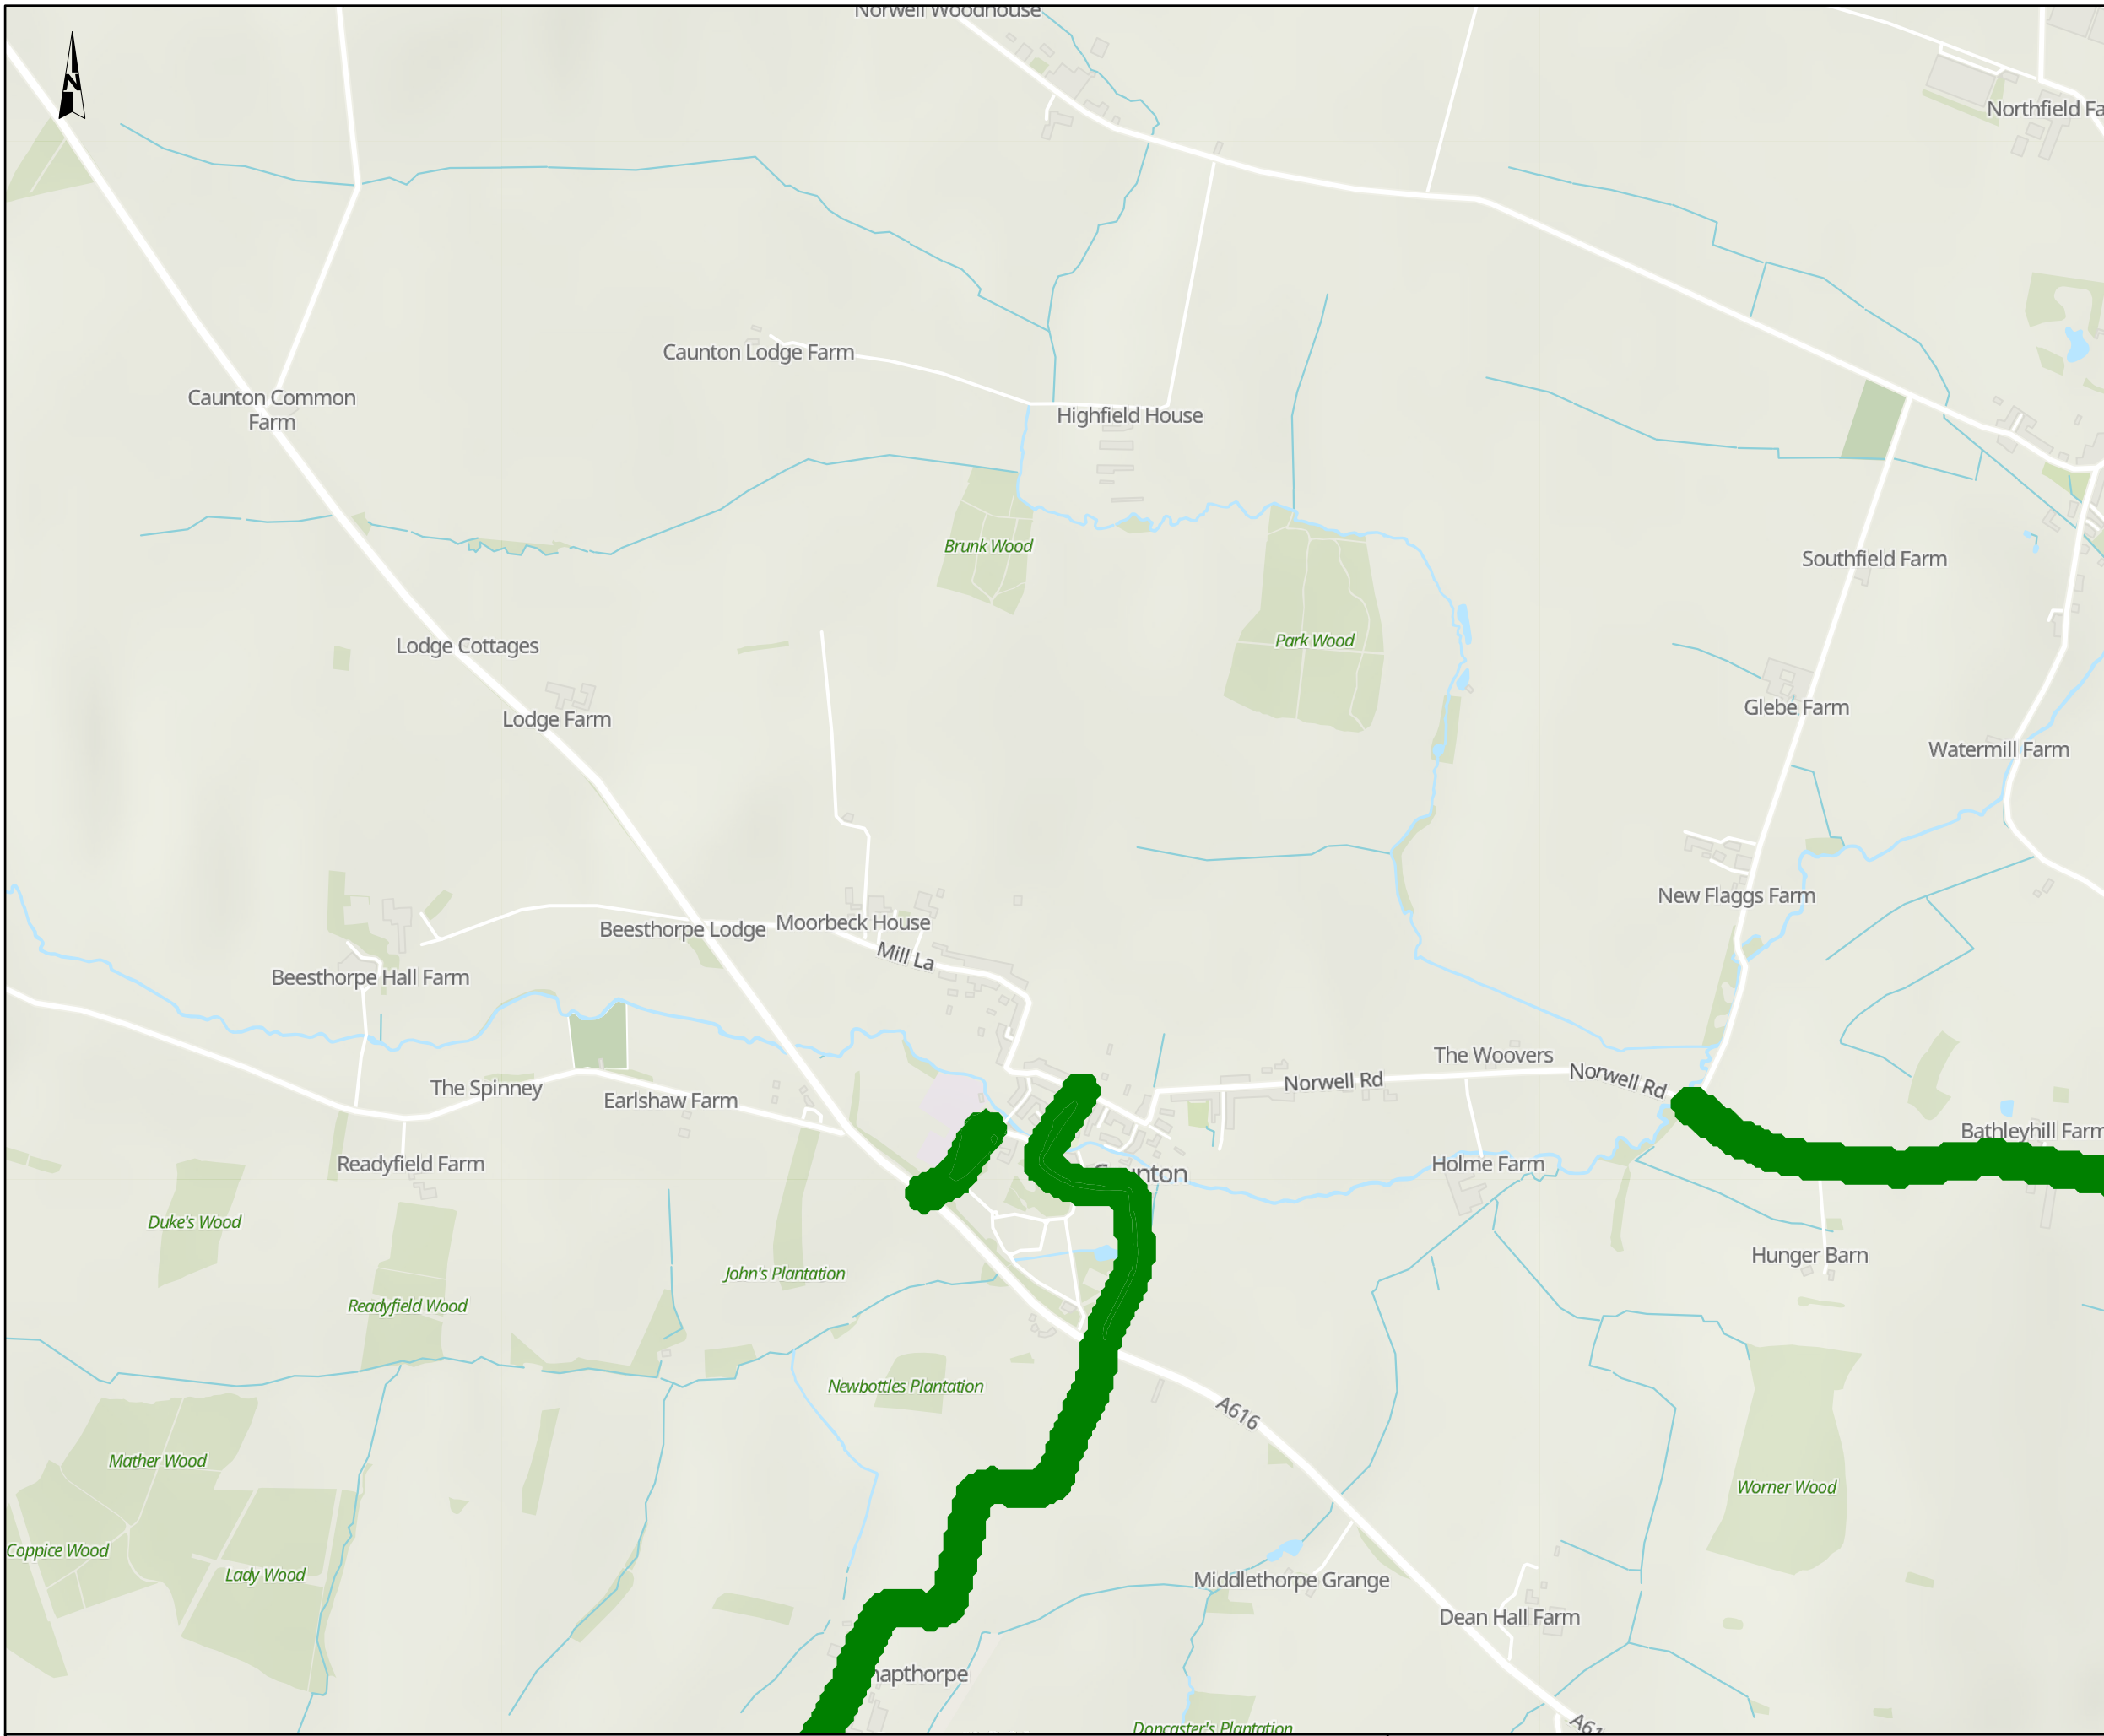 Norwell Woodhouse
N
Northfield Fa
Caunton Lodge Farm
Caunton Common
Farm
Highfield House
Brunk Wood
Southfield Farm
Park Wood
Lodge Cottages
Glebe Farm
Lodge Farm
Watermill Farm
New Flaggs Farm
Moorbeck House
Beesthorpe Lodge
Mill La
Beesthorpe Hall Farm
The Woovers
Norwell Rd
Norwell Rd
The Spinney
Earlshaw Farm
Bathleyhill Farm
Readyfield Farm
Holme Farm
C unton
Duke's Wood
Hunger Barn
John's Plantation
Readyfield Wood
Newbottles Plantation
A616
Mather Wood
Worner Wood
Coppice Wood
Lady Wood
Middlethorpe Grange
Dean Hall Farm
hapthorpe
Doncaster's Plantation
A61